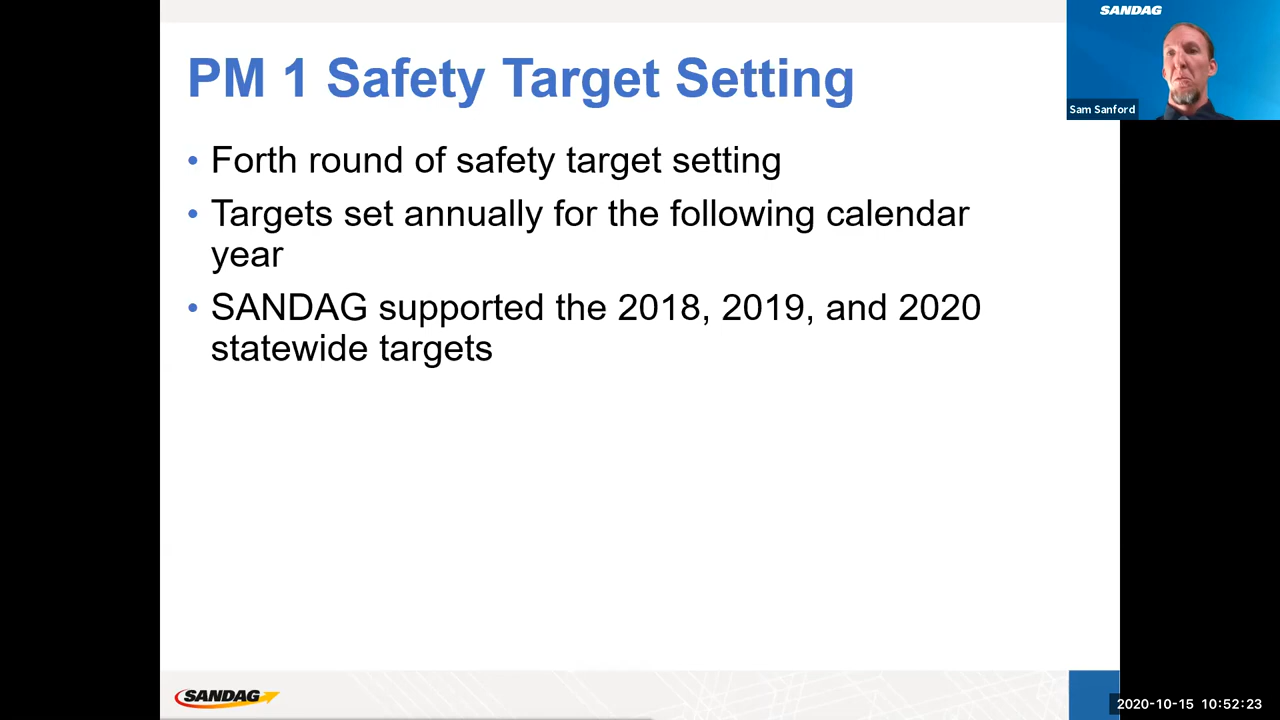 SANDAG
Sam Sanford
PM 1 Safety Target Setting
• Forth round of safety target setting
• Targets set annually for the following calendar
year
• SANDAG supported the 2018, 2019, and 2020
statewide targets
SANDAG
2020-10-15 10:52:23